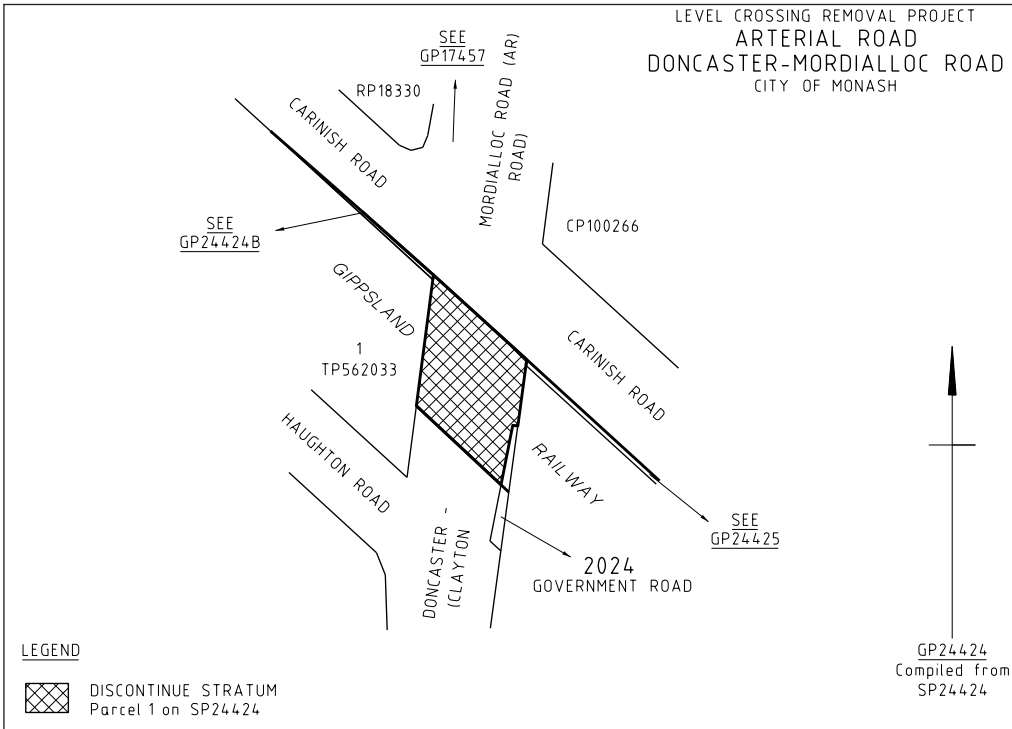 LEVEL CROSSING REMOVAL PROJECT
ARTERIAL ROAD
DONCASTER-MORDIALLOC ROAD
CITY OF MONASH
SEE
GP17457
RP18330
CARINISH ROAD
MORDIALLOC ROAD (AR)
ROAD)
CP100266
SEE
GP24424B
GIPPSLAND
1
TP562033
CARINISH ROAD
HAUGHTON ROAD
RAILWAY
SEE
GP24425
DONCASTER -
(CLAYTON
2024
GOVERNMENT ROAD
LEGEND
DISCONTINUE STRATUM
Parcel 1 on SP24424
GP24424
Compiled from
SP24424